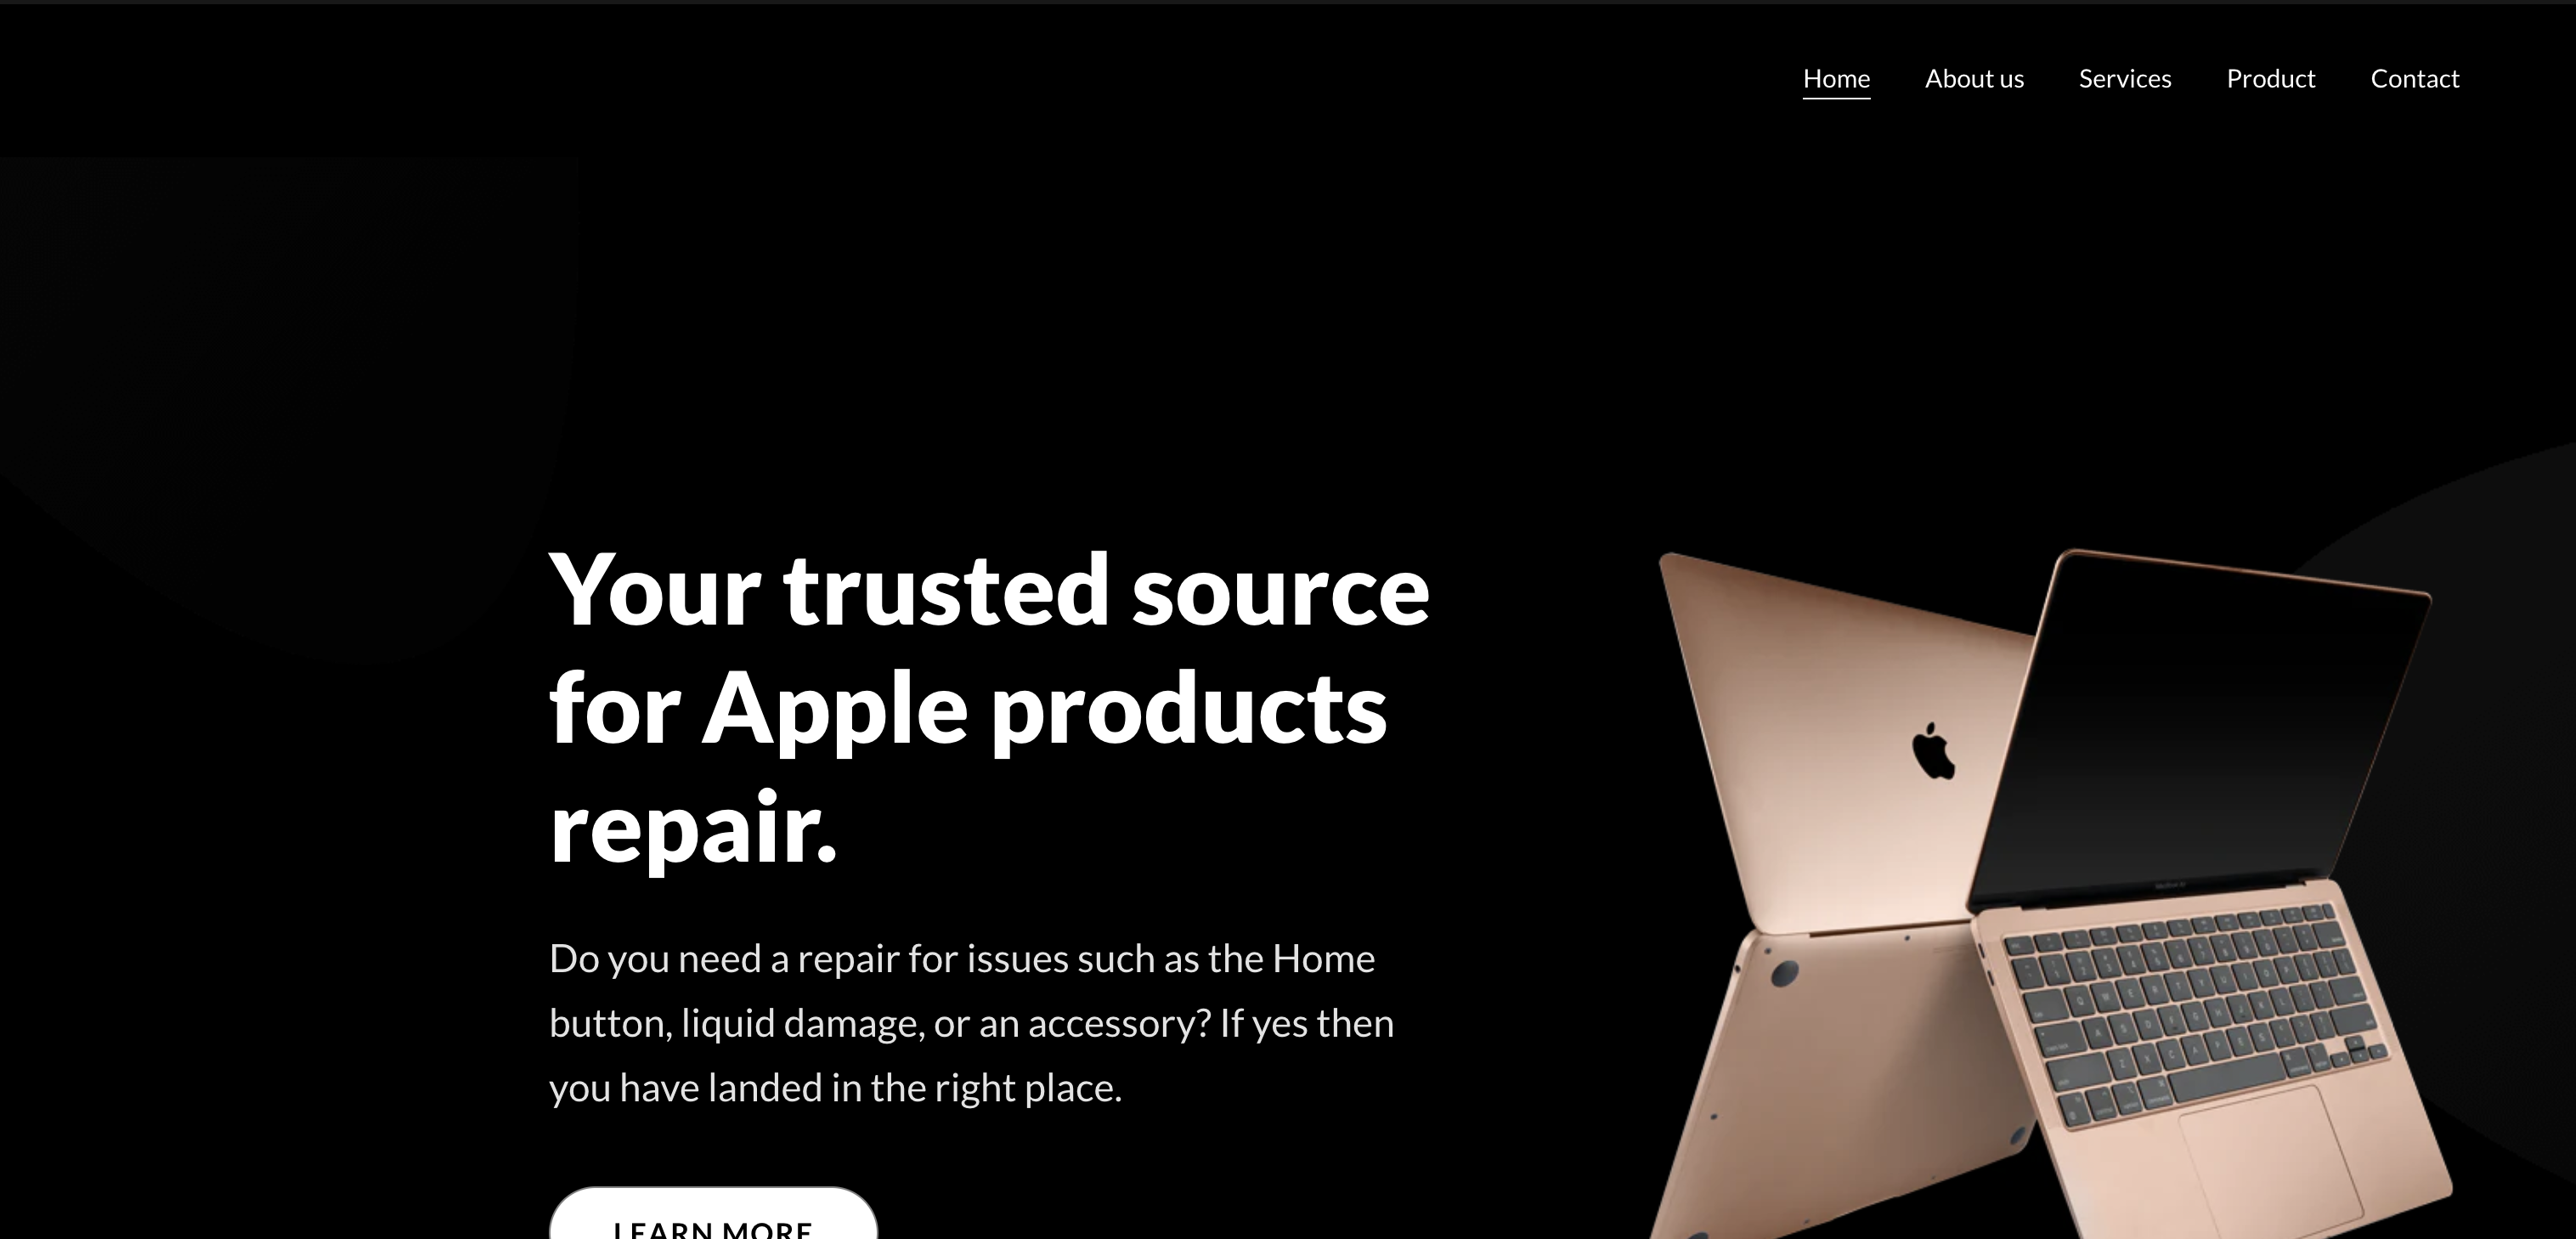 Home About us Services Product Contact
Your trusted source
for Apple products
repair.
Do you need a repair for issues such as the Home
button, liquid damage, or an accessory? If yes then
you have landed in the right place.
LEARN MORE